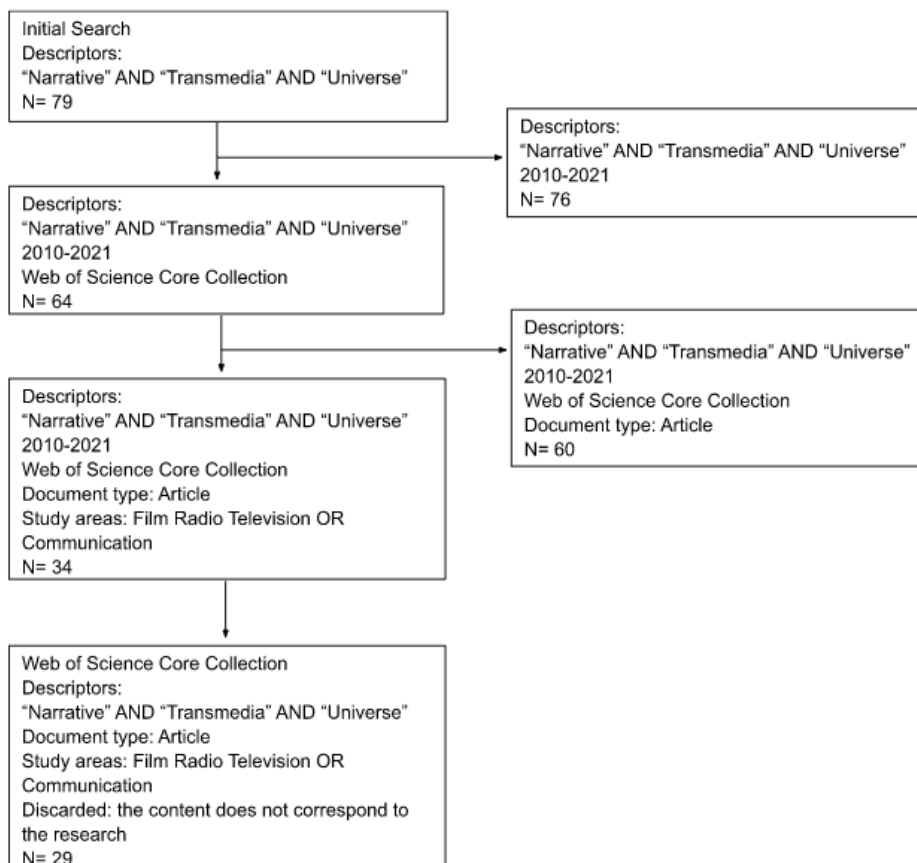 Initial Search
Descriptors:
“Narrative” AND “Transmedia” AND “Universe”
N= 79
Descriptors:
“Narrative” AND “Transmedia” AND “Universe”
2010-2021
N= 76
Descriptors:
“Narrative” AND “Transmedia” AND “Universe”
2010-2021
Web of Science Core Collection
N= 64
Descriptors:
“Narrative” AND “Transmedia” AND “Universe”
2010-2021
Web of Science Core Collection
Document type: Article
N= 60
Descriptors:
“Narrative” AND “Transmedia” AND “Universe”
2010-2021
Web of Science Core Collection
Document type: Article
Study areas: Film Radio Television OR
Communication
N= 34
Web of Science Core Collection
Descriptors:
“Narrative” AND “Transmedia” AND “Universe”
Document type: Article
Study areas: Film Radio Television OR
Communication
Discarded: the content does not correspond to
the research
N= 29